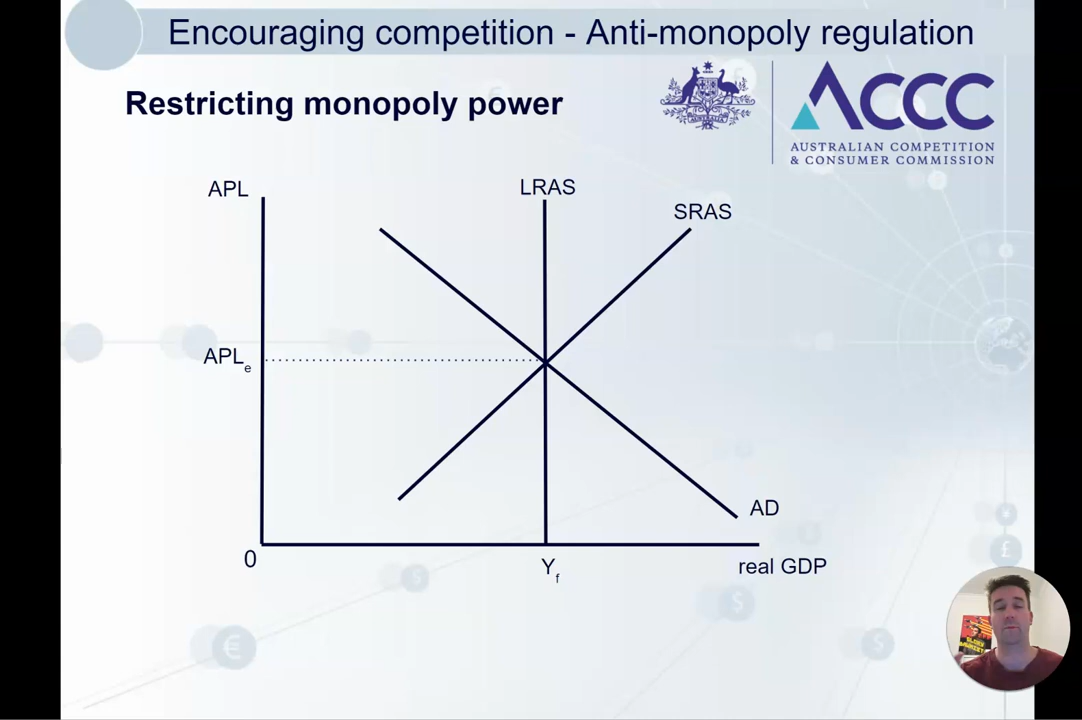 Encouraging competition - Anti-monopoly regulation
Restricting monopoly power
ACCC
AUSTRALIAN COMPETITION
& CONSUMER COMMISSION
APL
LRAS
SRAS
APLe
AD
0
Yf
real GDP